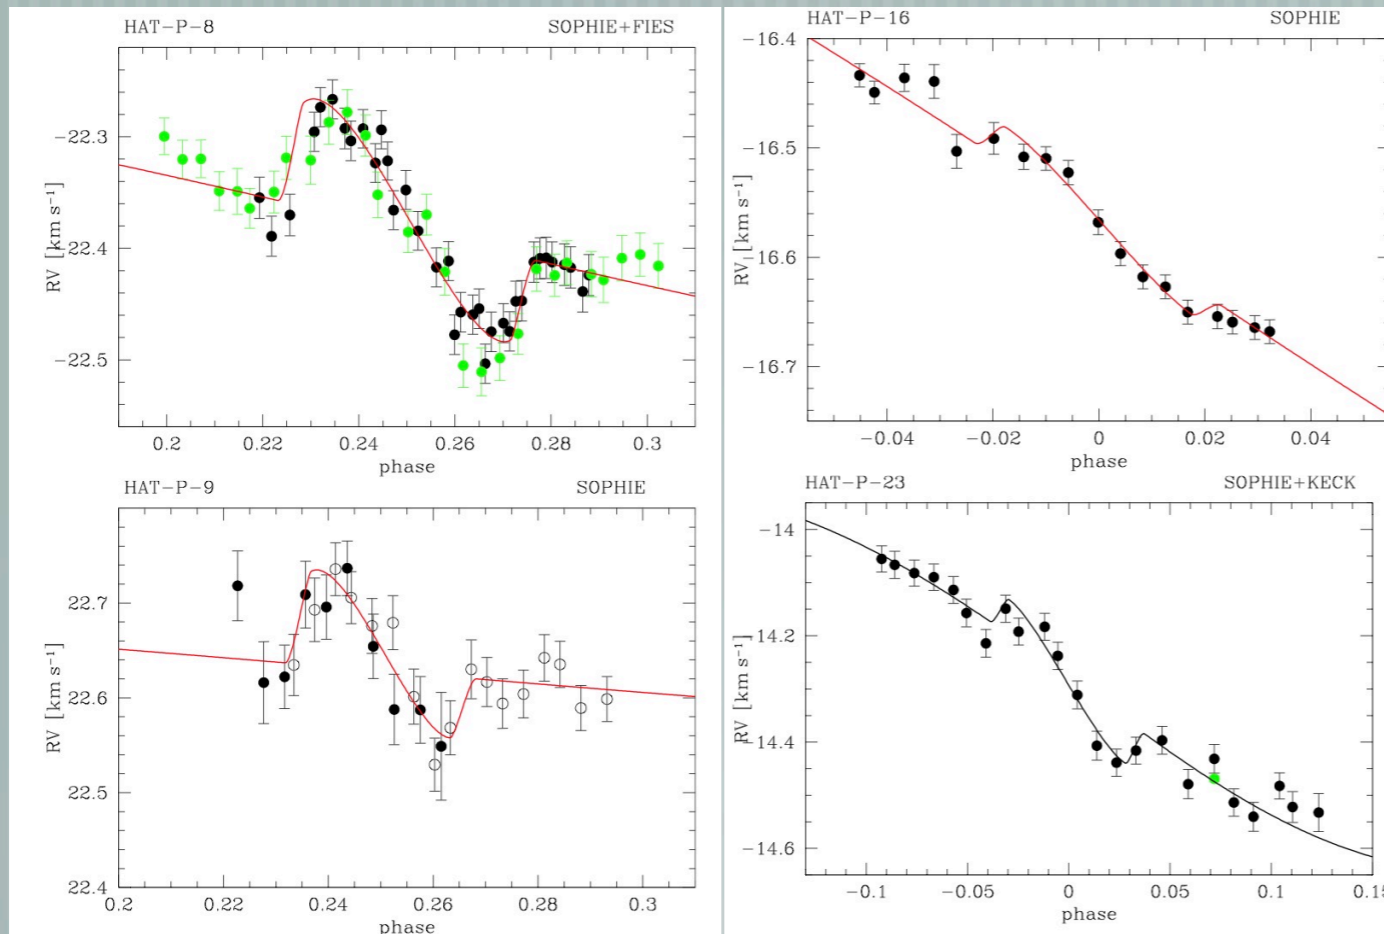 HAT-P-8 SOPHIE+FIES
RV [km s⁻¹]
−22.3
−22.4
−22.5
0.2 0.22 0.24 0.26 0.28 0.3
phase
HAT-P-16 SOPHIE
RV [km s⁻¹]
−16.4
−16.5
−16.6
−16.7
−0.04 −0.02 0 0.02 0.04
phase
HAT-P-9 SOPHIE
RV [km s⁻¹]
22.7
22.6
22.5
22.4
0.2 0.22 0.24 0.26 0.28 0.3
phase
HAT-P-23 SOPHIE+KECK
RV [km s⁻¹]
−14
14.2
14.4
−14.6
−0.1 −0.05 0 0.05 0.1 0.15
phase